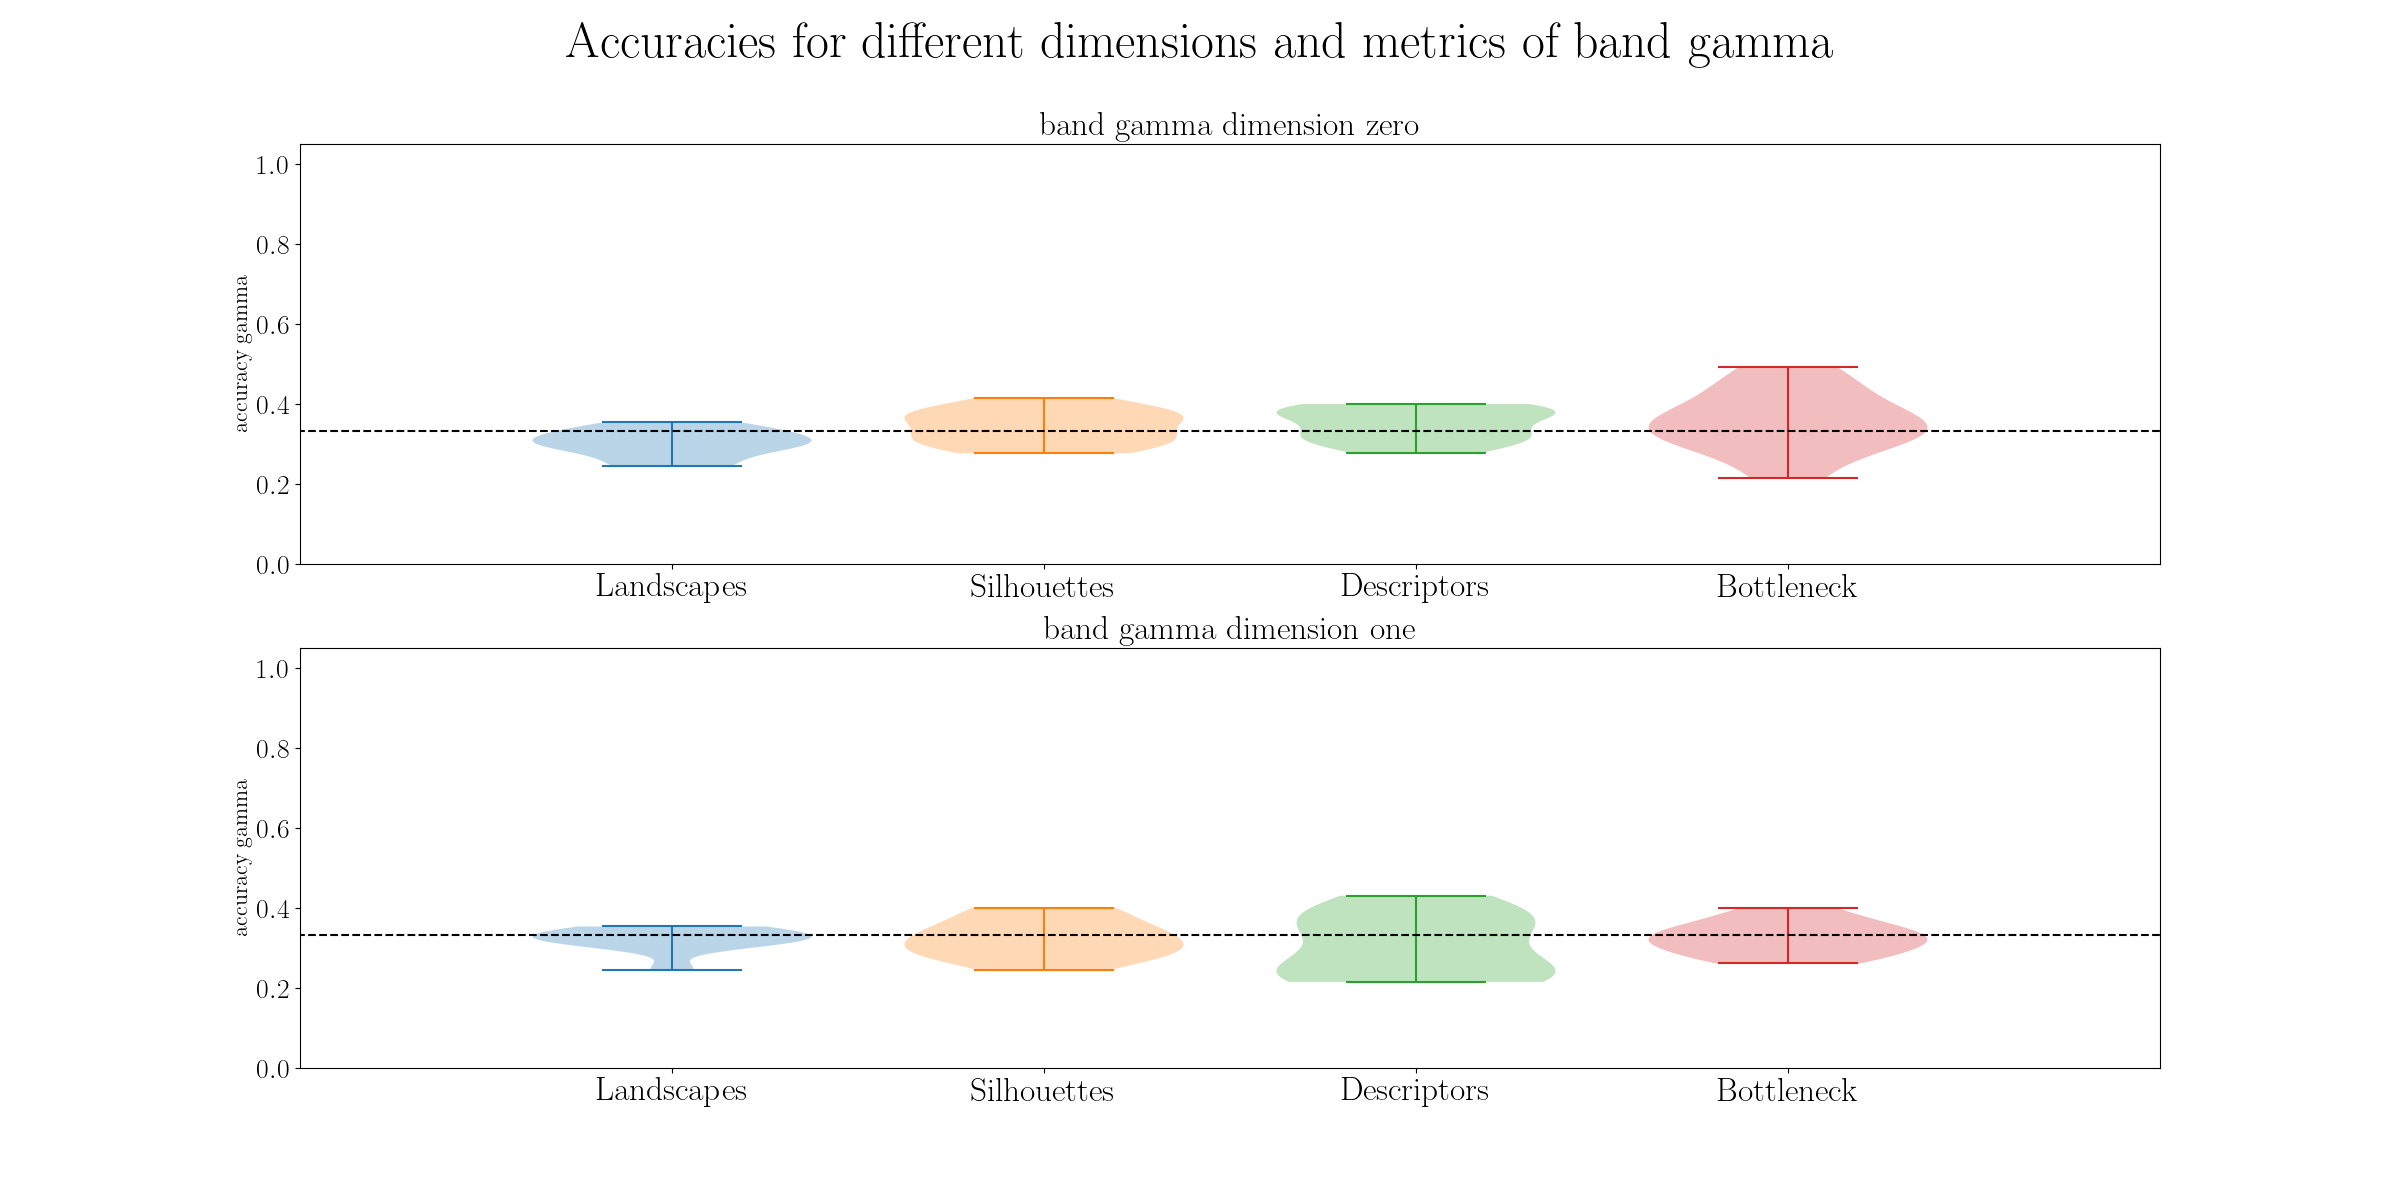 Accuracies for different dimensions and metrics of band gamma
band gamma dimension zero
accuracy gamma
1.0
0.8
0.6
0.4
0.2
0.0
Landscapes Silhouettes Descriptors Bottleneck
band gamma dimension one
accuracy gamma
1.0
0.8
0.6
0.4
0.2
0.0
Landscapes Silhouettes Descriptors Bottleneck